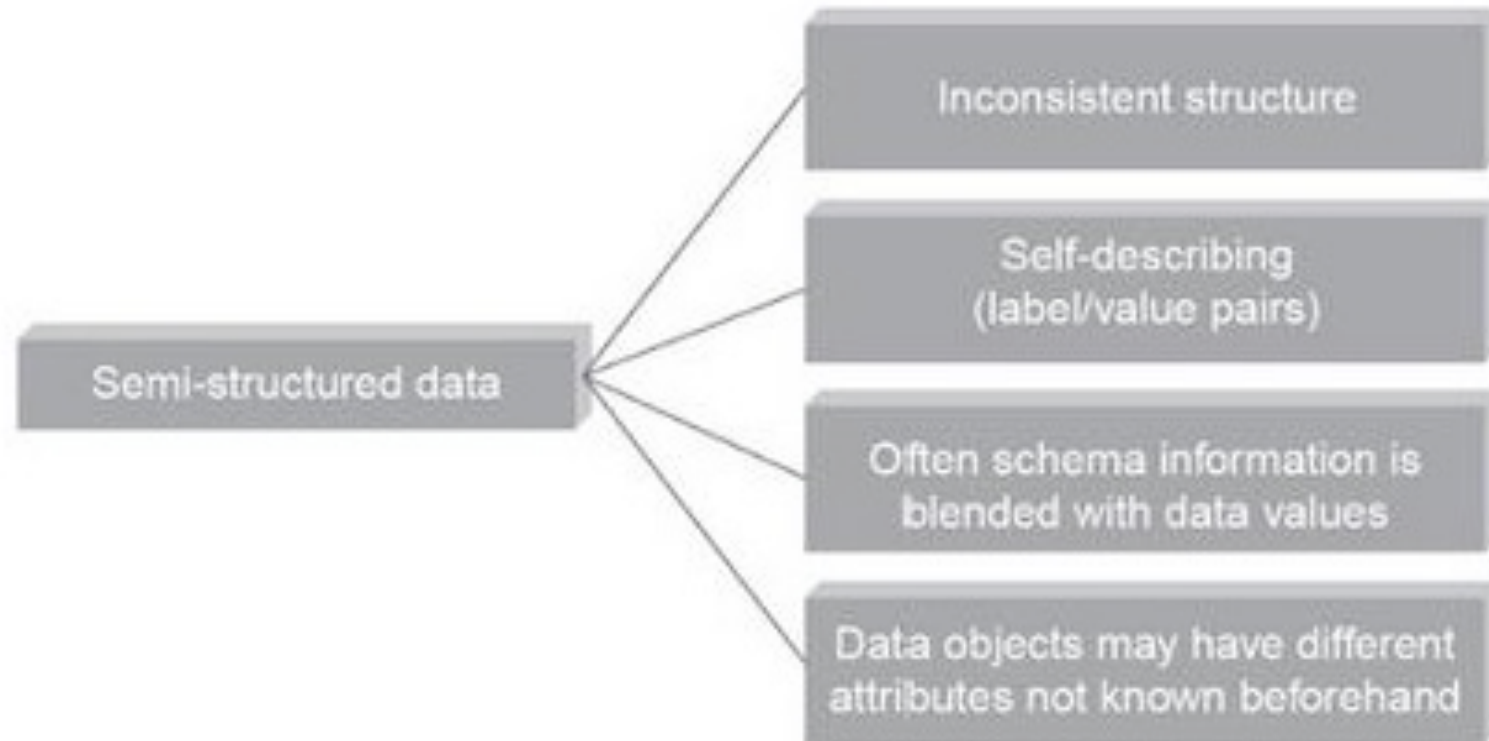 Semi-structured data
Inconsistent structure
Self-describing
(label/value pairs)
Often schema information is
blended with data values
Data objects may have different
attributes not known beforehand